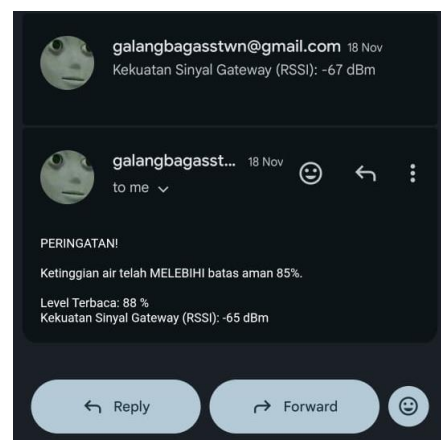 galangbagasstwn@gmail.com 18 Nov
Kekuatan Sinyal Gateway (RSSI): -67 dBm
galangbagasst... 18 Nov
to me
PERINGATAN!
Ketinggian air telah MELEBIHI batas aman 85%.
Level Terbaca: 88 %
Kekuatan Sinyal Gateway (RSSI): -65 dBm
Reply
Forward